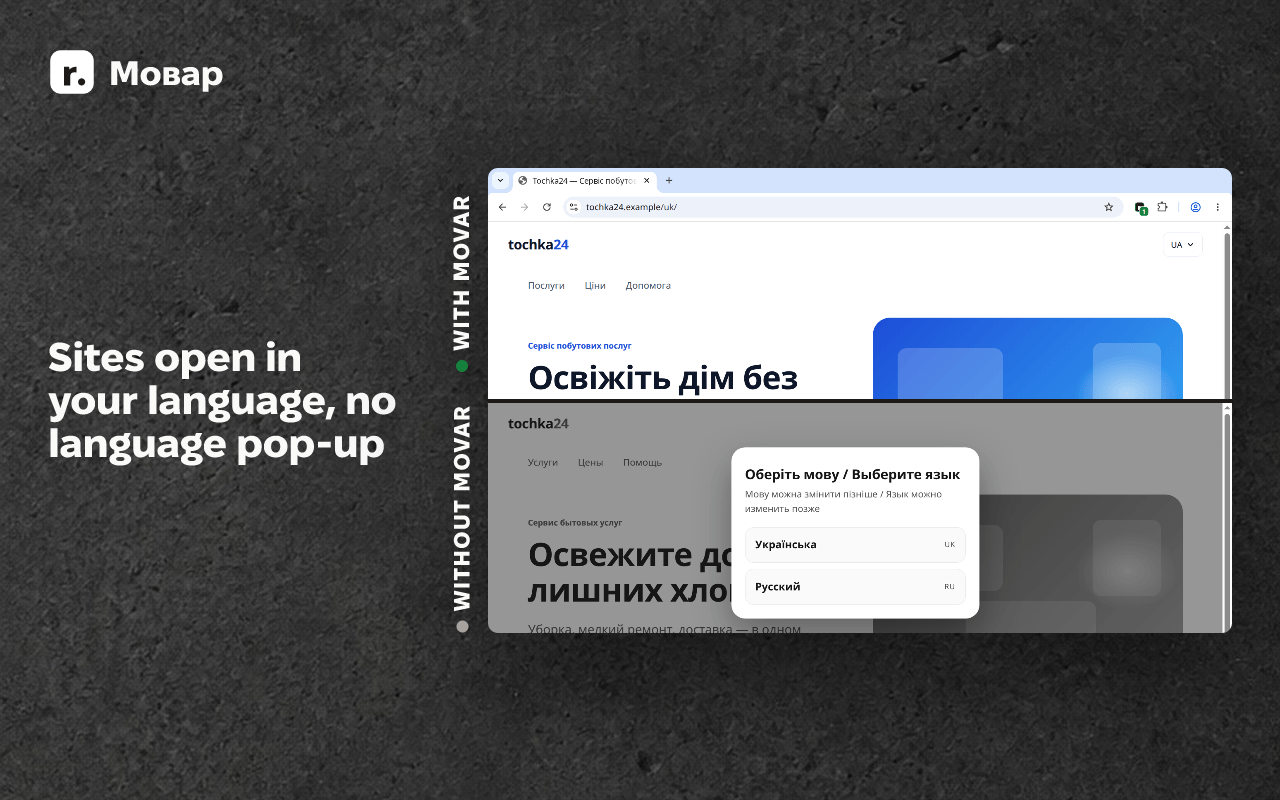 r. Мовар
Sites open in
your language, no
language pop-up
WITH MOVAR
WITHOUT MOVAR
Tochka24 — Сервіс побуто
tochka24.example/uk/
1
tochka24
UA
Послуги Ціни Допомога
Сервіс побутових послуг
Освіжіть дім без
tochka24
Услуги Цены Помощь
Сервис бытовых услуг
Освежите до
лишних хло
Уборка, мелкий ремонт, доставка — в одном
Оберіть мову / Выберите язык
Мову можна змінити пізніше / Язык можно
изменить позже
Українська UK
Русский RU